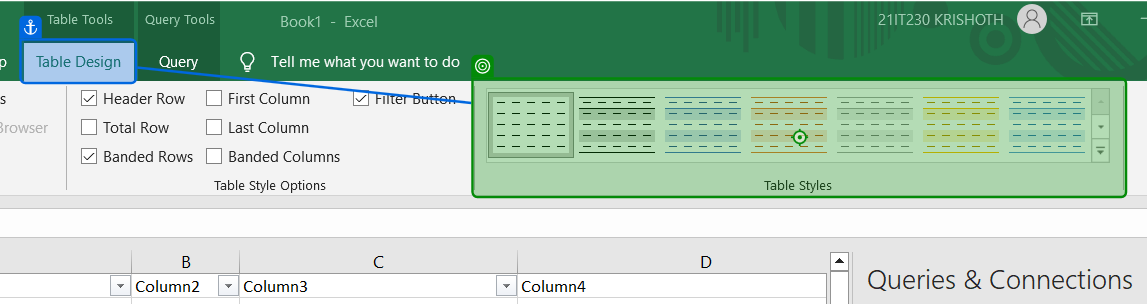 Table Tools Query Tools Book1 - Excel 21IT230 KRISHOTH
p Table Design Query Tell me what you want to do
s Header Row First Column Filter Button
Browser Total Row Last Column
Banded Rows Banded Columns
Table Style Options Table Styles
B C D
Column2 Column3 Column4
Queries & Connections